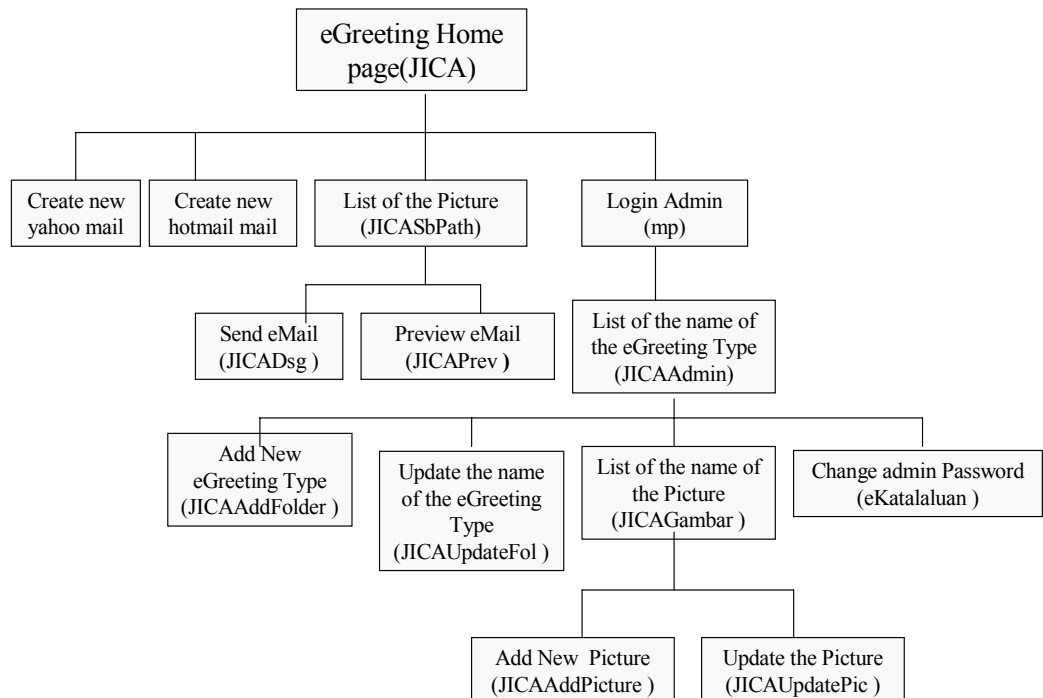 eGreeting Home
page(JICA)
Create new
yahoo mail
Create new
hotmail mail
List of the Picture
(JICASbPath)
Login Admin
(mp)
Send eMail
(JICADsg )
Preview eMail
(JICAPrev )
List of the name of
the eGreeting Type
(JICAAdmin)
Add New
eGreeting Type
(JICAAddFolder )
Update the name
of the eGreeting
Type
(JICAUpdateFol )
List of the name of
the Picture
(JICAGambar )
Change admin Password
(eKatalaluan )
Add New  Picture
(JICAAddPicture )
Update the Picture
(JICAUpdatePic )